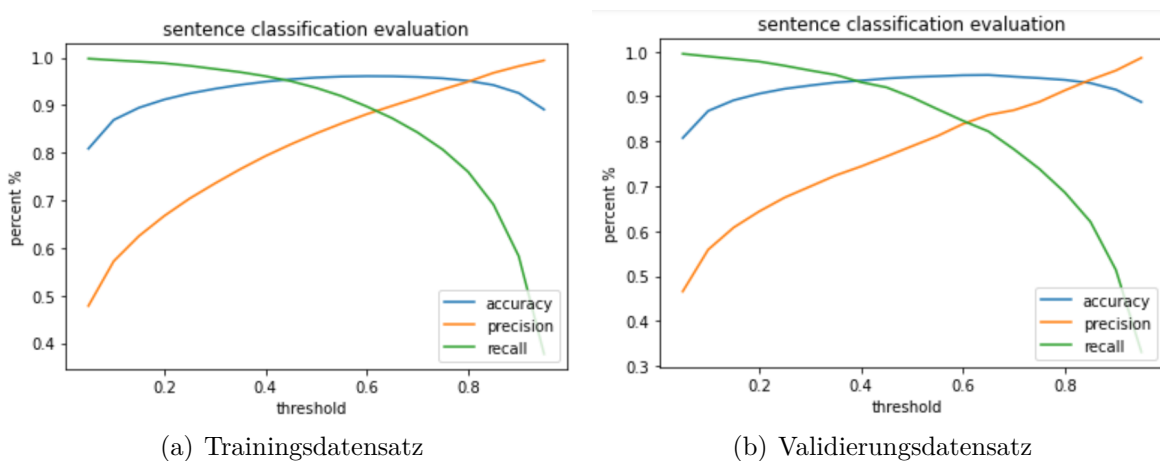 sentence classification evaluation
percent %
1.0
0.9
0.8
0.7
0.6
0.5
0.4
0.2 0.4 0.6 0.8
threshold
accuracy
precision
recall
(a) Trainingsdatensatz
sentence classification evaluation
percent %
1.0
0.9
0.8
0.7
0.6
0.5
0.4
0.3
0.2 0.4 0.6 0.8
threshold
accuracy
precision
recall
(b) Validierungsdatensatz